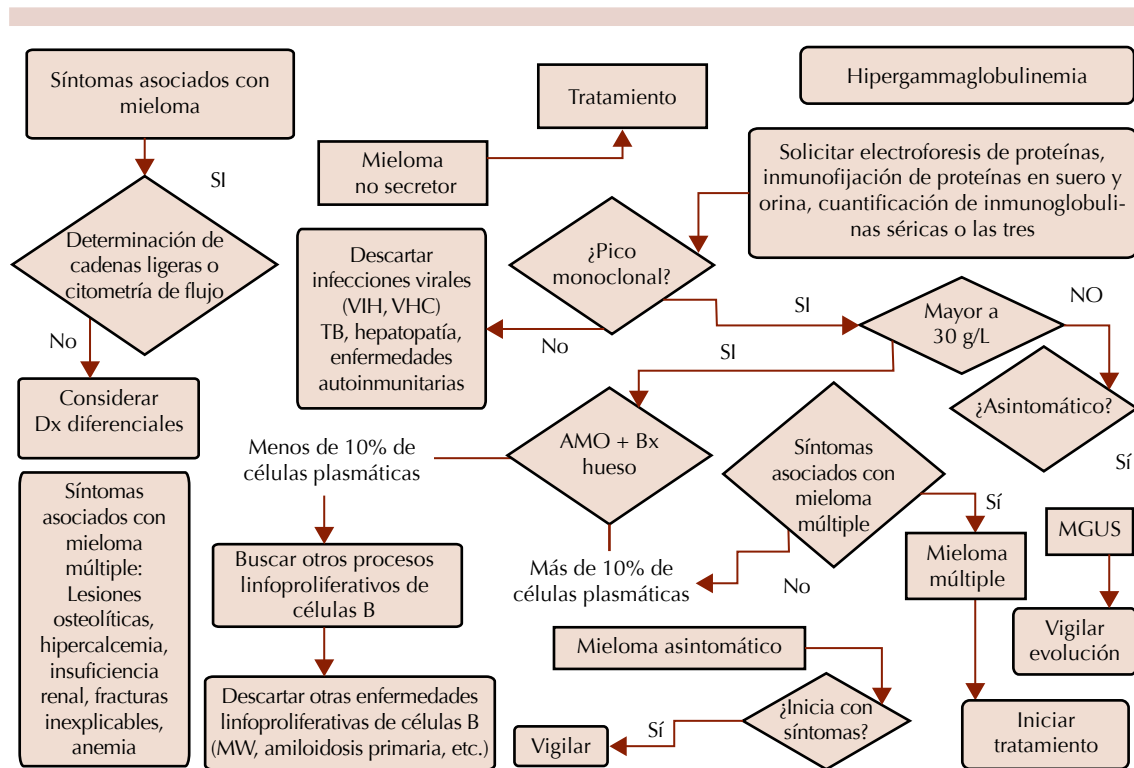 Síntomas asociados con
mieloma
SI
Determinación de
cadenas ligeras o
citometría de flujo
No
Considerar
Dx diferenciales
Síntomas
asociados con
mieloma
múltiple:
Lesiones
osteolíticas,
hipercalcemia,
insuficiencia
renal, fracturas
inexplicables,
anemia
Tratamiento
Mieloma
no secretor
Hipergammaglobulinemia
Solicitar electroforesis de proteínas,
inmunofijación de proteínas en suero y
orina, cuantificación de inmunoglobuli-
nas séricas o las tres
¿Pico
monoclonal?
No
Descartar
infecciones virales
(VIH, VHC)
TB, hepatopatía,
enfermedades
autoinmunitarias
SI
Mayor a
30 g/L
NO
¿Asintomático?
Sí
MGUS
Vigilar
evolución
SI
AMO + Bx
hueso
Menos de 10% de
células plasmáticas
Buscar otros procesos
linfoproliferativos de
células B
Descartar otras enfermedades
linfoproliferativas de células B
(MW, amiloidosis primaria, etc.)
Más de 10% de
células plasmáticas
Síntomas
asociados con
mieloma
múltiple
Sí
No
Mieloma
múltiple
Iniciar
tratamiento
Mieloma asintomático
¿Inicia con
síntomas?
Sí
Vigilar